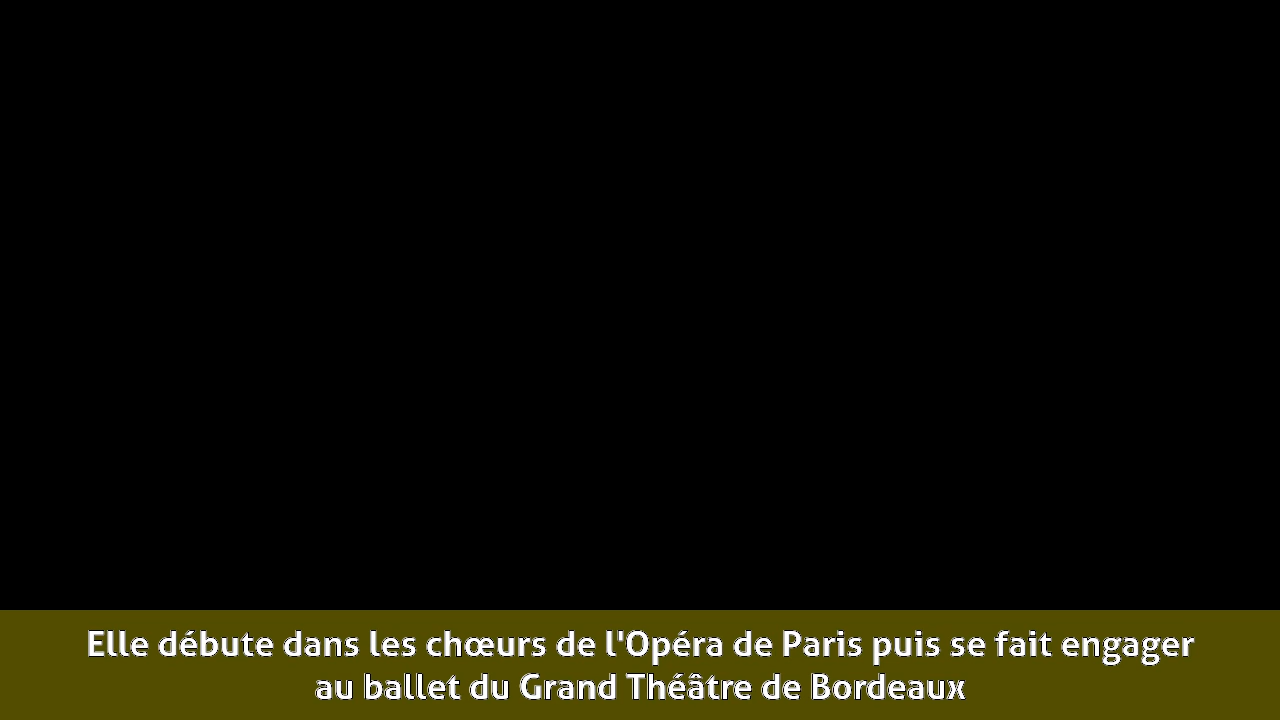 Elle débute dans les chœurs de l'Opéra de Paris puis se fait engager
au ballet du Grand Théâtre de Bordeaux